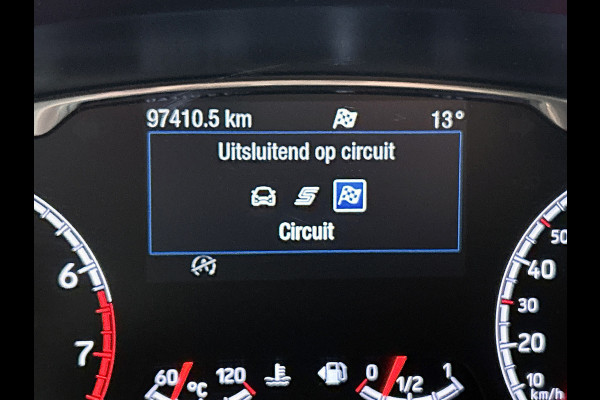 97410.5 km 13°
Uitsluitend op circuit
S
Circuit
6
7
60 °C 120
0 1/2 1
50
40
30
20
10
km/h